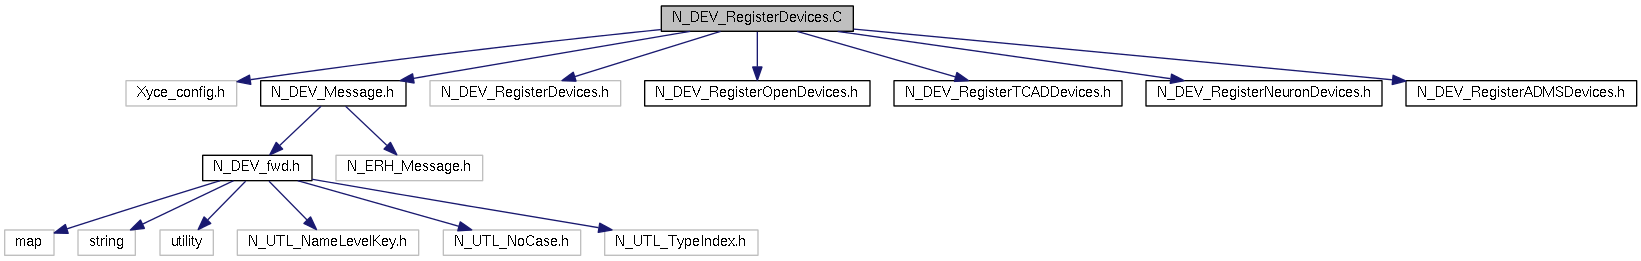 N_DEV_RegisterDevices.C
Xyce_config.h
N_DEV_Message.h
N_DEV_RegisterDevices.h
N_DEV_RegisterOpenDevices.h
N_DEV_RegisterTCADDevices.h
N_DEV_RegisterNeuronDevices.h
N_DEV_RegisterADMSDevices.h
N_DEV_fwd.h
N_ERH_Message.h
map
string
utility
N_UTL_NameLevelKey.h
N_UTL_NoCase.h
N_UTL_TypeIndex.h